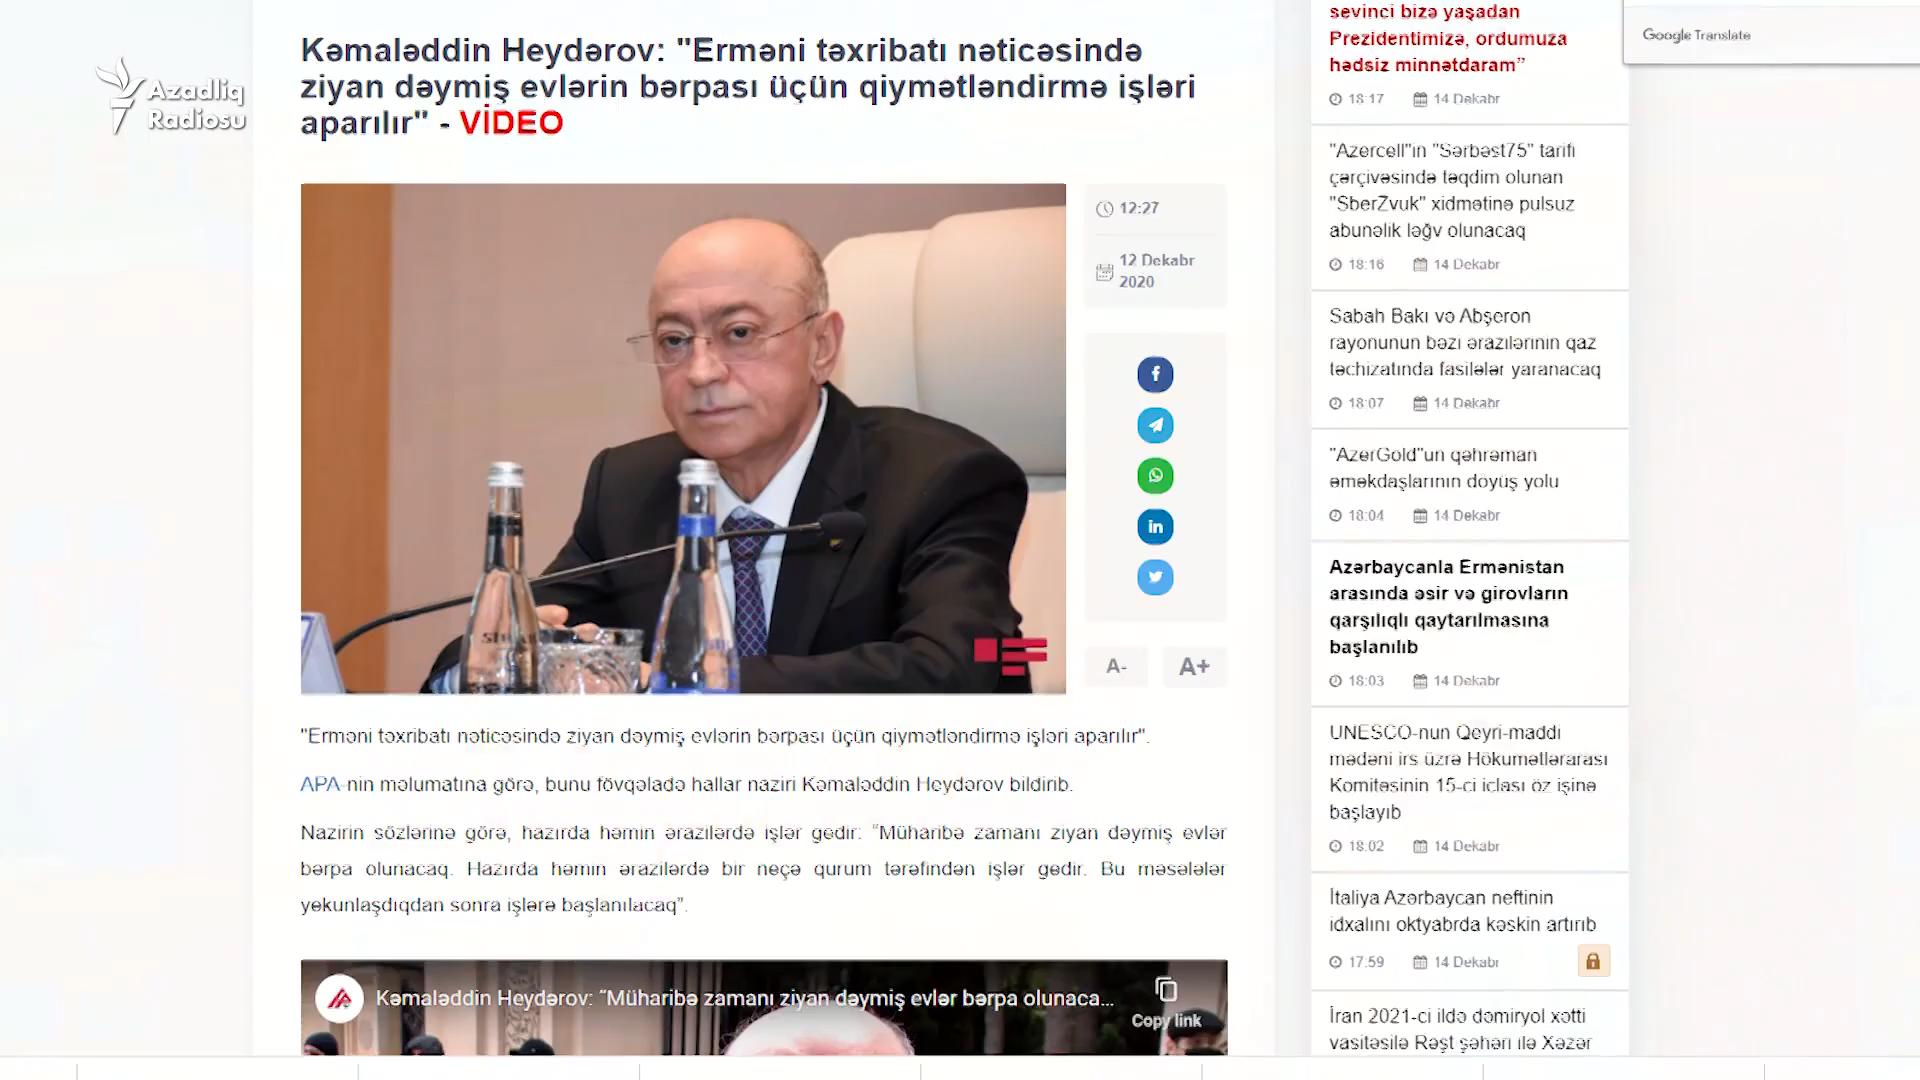 Azadlıq
Radiosu
Kəmaləddin Heydərov: "Erməni təxribatı nəticəsində
ziyan dəymiş evlərin bərpası üçün qiymətləndirmə işləri
aparılır" - VİDEO
12:27
12 Dekabr
2020
A-
A+
"Erməni təxribatı nəticəsində ziyan dəymiş evlərin bərpası üçün qiymətləndirmə işləri aparılır".
APA-nın məlumatına görə, bunu fövqəladə hallar naziri Kəmaləddin Heydərov bildirib.
Nazirin sözlərinə görə, hazırda həmin ərazilərdə işlər gedir: “Müharibə zamanı ziyan dəymiş evlər
bərpa olunacaq. Hazırda həmin ərazilərdə bir neçə qurum tərəfindən işlər gedir. Bu məsələlər
yekunlaşdıqdan sonra işlərə başlanılacaq”.
Kəmaləddin Heydərov: “Müharibə zamanı ziyan dəymiş evlər bərpa olunaca...
Copy link
sevinci bizə yaşadan
Prezidentimizə, ordumuza
hədsiz minnətdaram”
18:17 14 Dekabr
"Azercell"in "Sərbəst75" tarifi
çərçivəsində təqdim olunan
"SberZvuk" xidmətinə pulsuz
abunəlik ləğv olunacaq
18:16 14 Dekabr
Sabah Bakı və Abşeron
rayonunun bəzi ərazilərinin qaz
təchizatında fasilələr yaranacaq
18:07 14 Dekabr
"AzerGold"un qəhrəman
əməkdaşlarının döyüş yolu
18:04 14 Dekabr
Azərbaycanla Ermənistan
arasında əsir və girovların
qarşılıqlı qaytarılmasına
başlanılıb
18:03 14 Dekabr
UNESCO-nun Qeyri-maddi
mədəni irs üzrə Hökumətlərarası
Komitəsinin 15-ci iclası öz işinə
başlayıb
18:02 14 Dekabr
İtaliya Azərbaycan neftinin
idxalını oktyabrda kəskin artırıb
17:59 14 Dekabr
İran 2021-ci ildə dəmiryol xətti
vasitəsilə Rəşt şəhəri ilə Xəzər
Google Translate